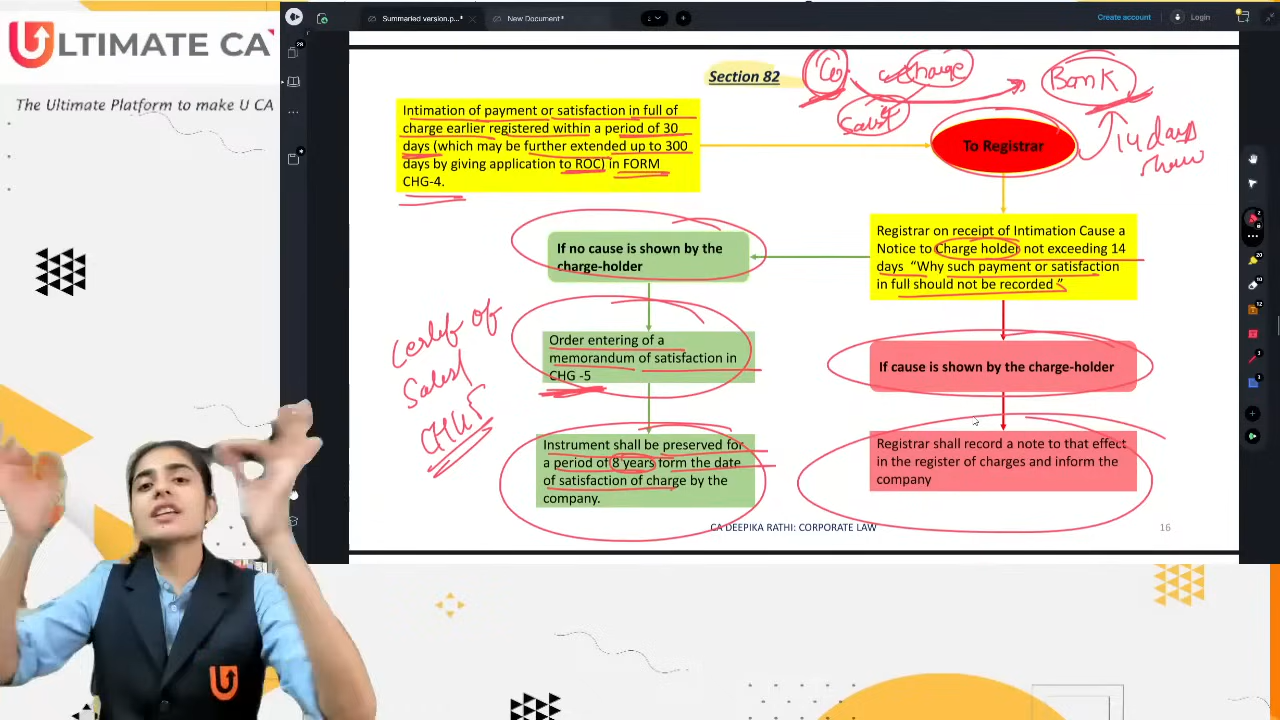 ULTIMATE CA
The Ultimate Platform to make U CA
Summaried version.p...*
New Document*
Create account
Login
Section 82
Co
charge
Bank
Satisf
14 days
show
Intimation of payment or satisfaction in full of
charge earlier registered within a period of 30
days (which may be further extended up to 300
days by giving application to ROC) in FORM
CHG-4.
To Registrar
Registrar on receipt of Intimation Cause a
Notice to Charge holder not exceeding 14
days “Why such payment or satisfaction
in full should not be recorded”
If no cause is shown by the
charge-holder
Order entering of a
memorandum of satisfaction in
CHG -5
Certif of
Satisf
CHG 5
If cause is shown by the charge-holder
Instrument shall be preserved for
a period of 8 years form the date
of satisfaction of charge by the
company.
Registrar shall record a note to that effect
in the register of charges and inform the
company
CA DEEPIKA RATHI: CORPORATE LAW
16